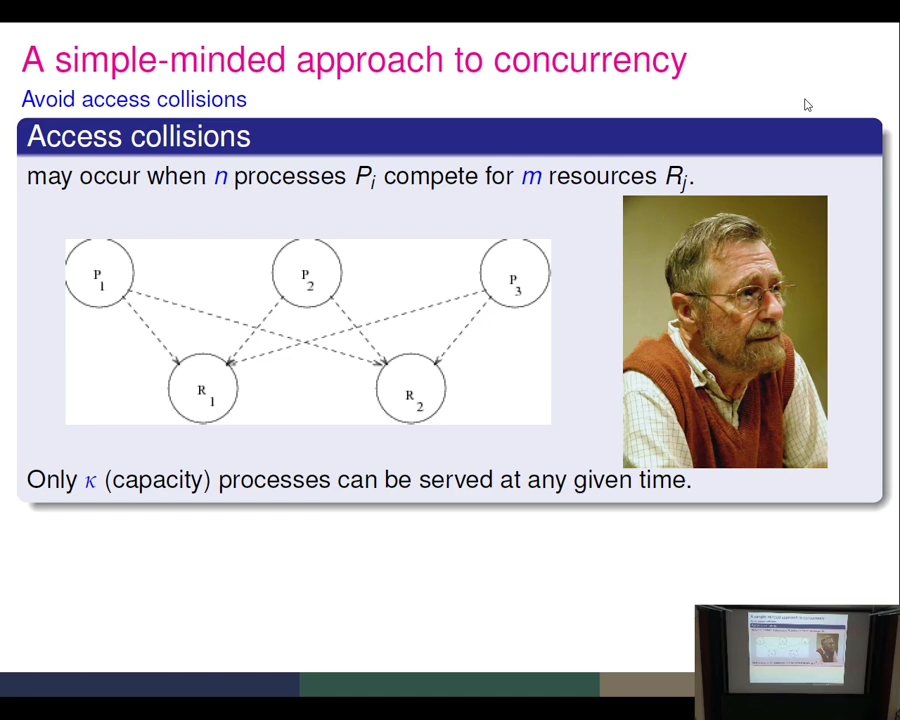 A simple-minded approach to concurrency
Avoid access collisions
Access collisions
may occur when n processes Pi compete for m resources Rj.
P1 P2 P3
R1 R2
Only κ (capacity) processes can be served at any given time.